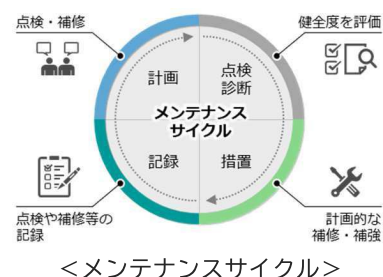 点検・補修
健全度を評価
計画
点検
診断
メンテナンス
サイクル
記録
措置
点検や補修等の
記録
計画的な
補修・補強
＜メンテナンスサイクル＞